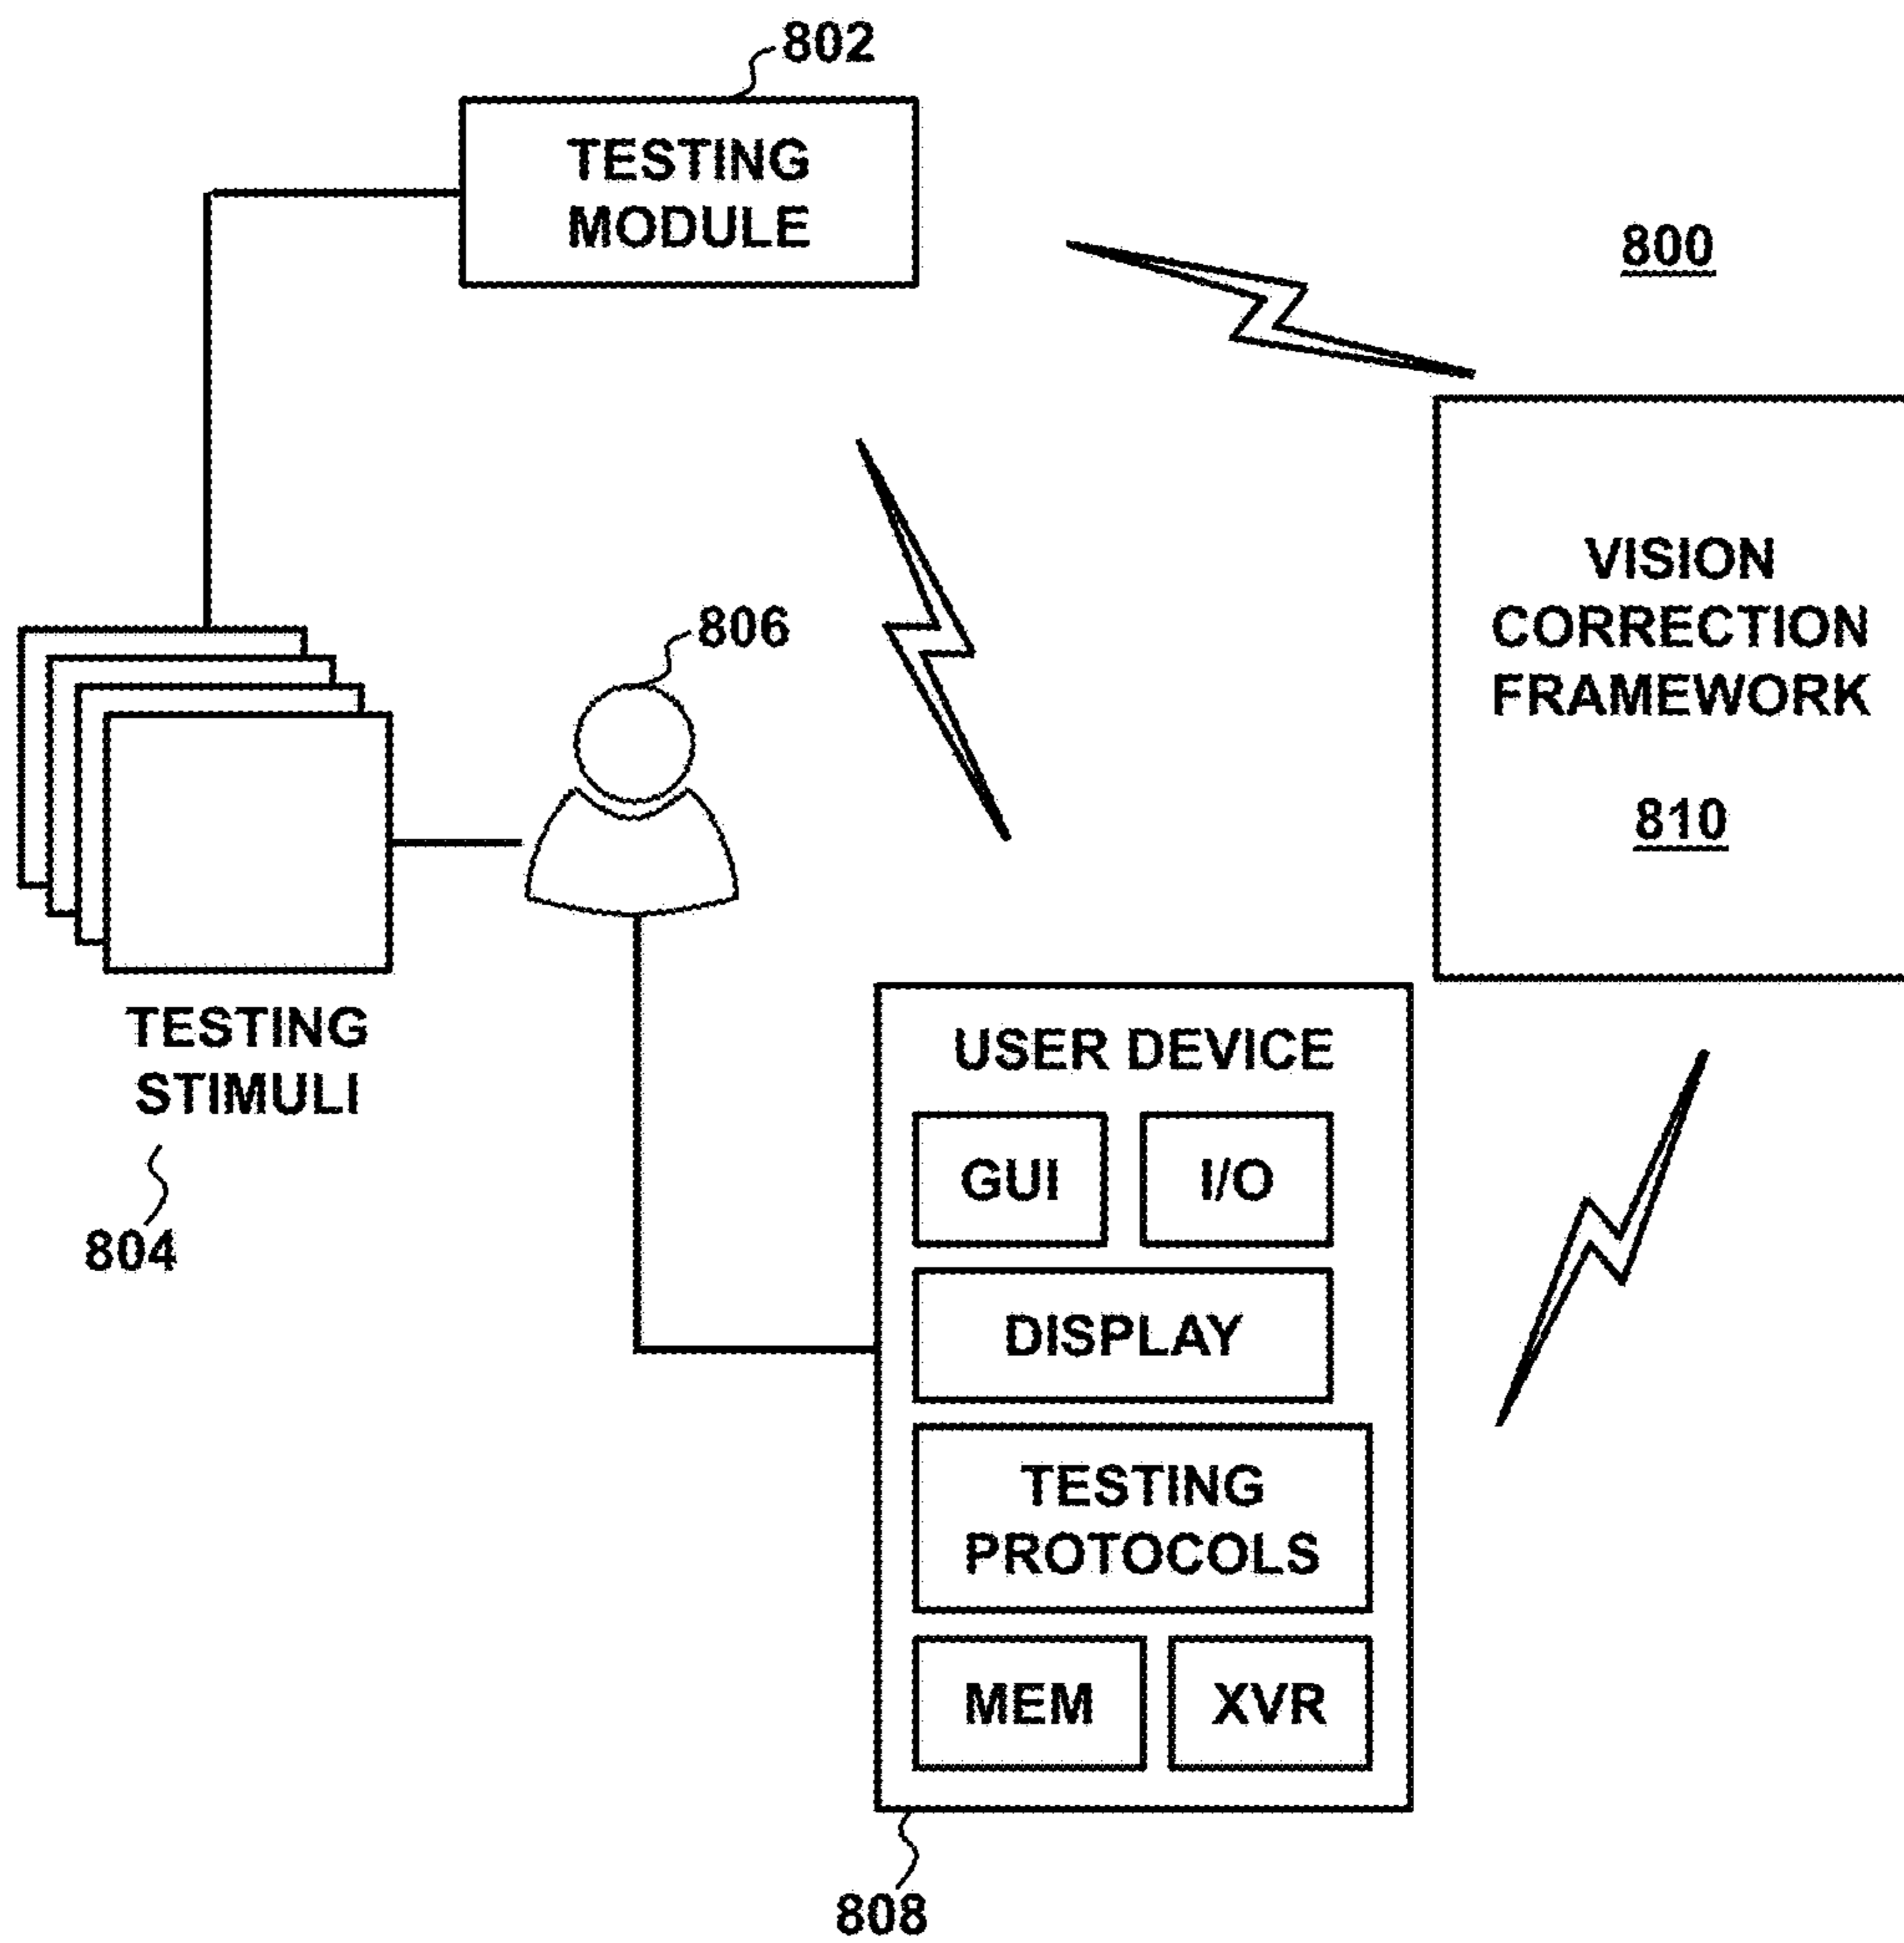 802
TESTING
MODULE
800
VISION
CORRECTION
FRAMEWORK
810
806
TESTING
STIMULI
804
USER DEVICE
GUI
I/O
DISPLAY
TESTING
PROTOCOLS
MEM
XVR
808